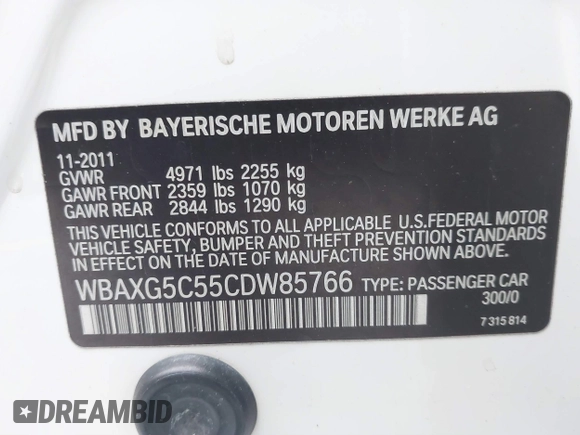 MFD BY BAYERISCHE MOTOREN WERKE AG
11-2011
GVWR 4971 lbs 2255 kg
GAWR FRONT 2359 lbs 1070 kg
GAWR REAR 2844 lbs 1290 kg
THIS VEHICLE CONFORMS TO ALL APPLICABLE U.S.FEDERAL MOTOR
VEHICLE SAFETY, BUMPER AND THEFT PREVENTION STANDARDS
IN EFFECT ON THE DATE OF MANUFACTURE SHOWN ABOVE.
WBAXG5C55CDW85766 TYPE: PASSENGER CAR
300/0
7 315 814
DREAMBID